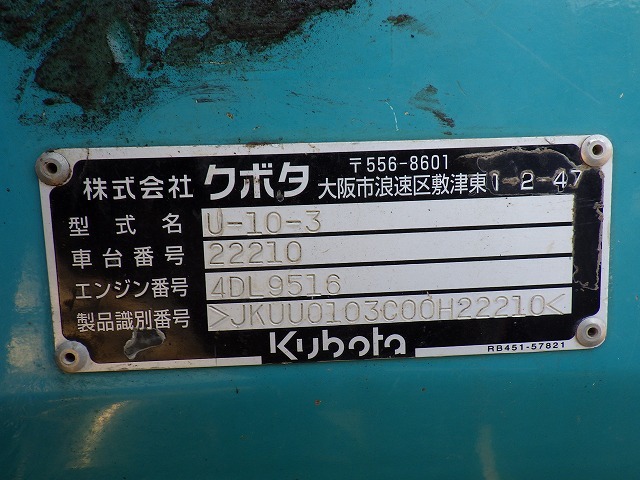 株式会社 クボタ 〒556-8601
大阪市浪速区敷津東1-2-47
型式名 U-10-3
車台番号 22210
エンジン番号 4DL9516
製品識別番号 >JKUU0103C00H22210<
Kubota RB451-57821